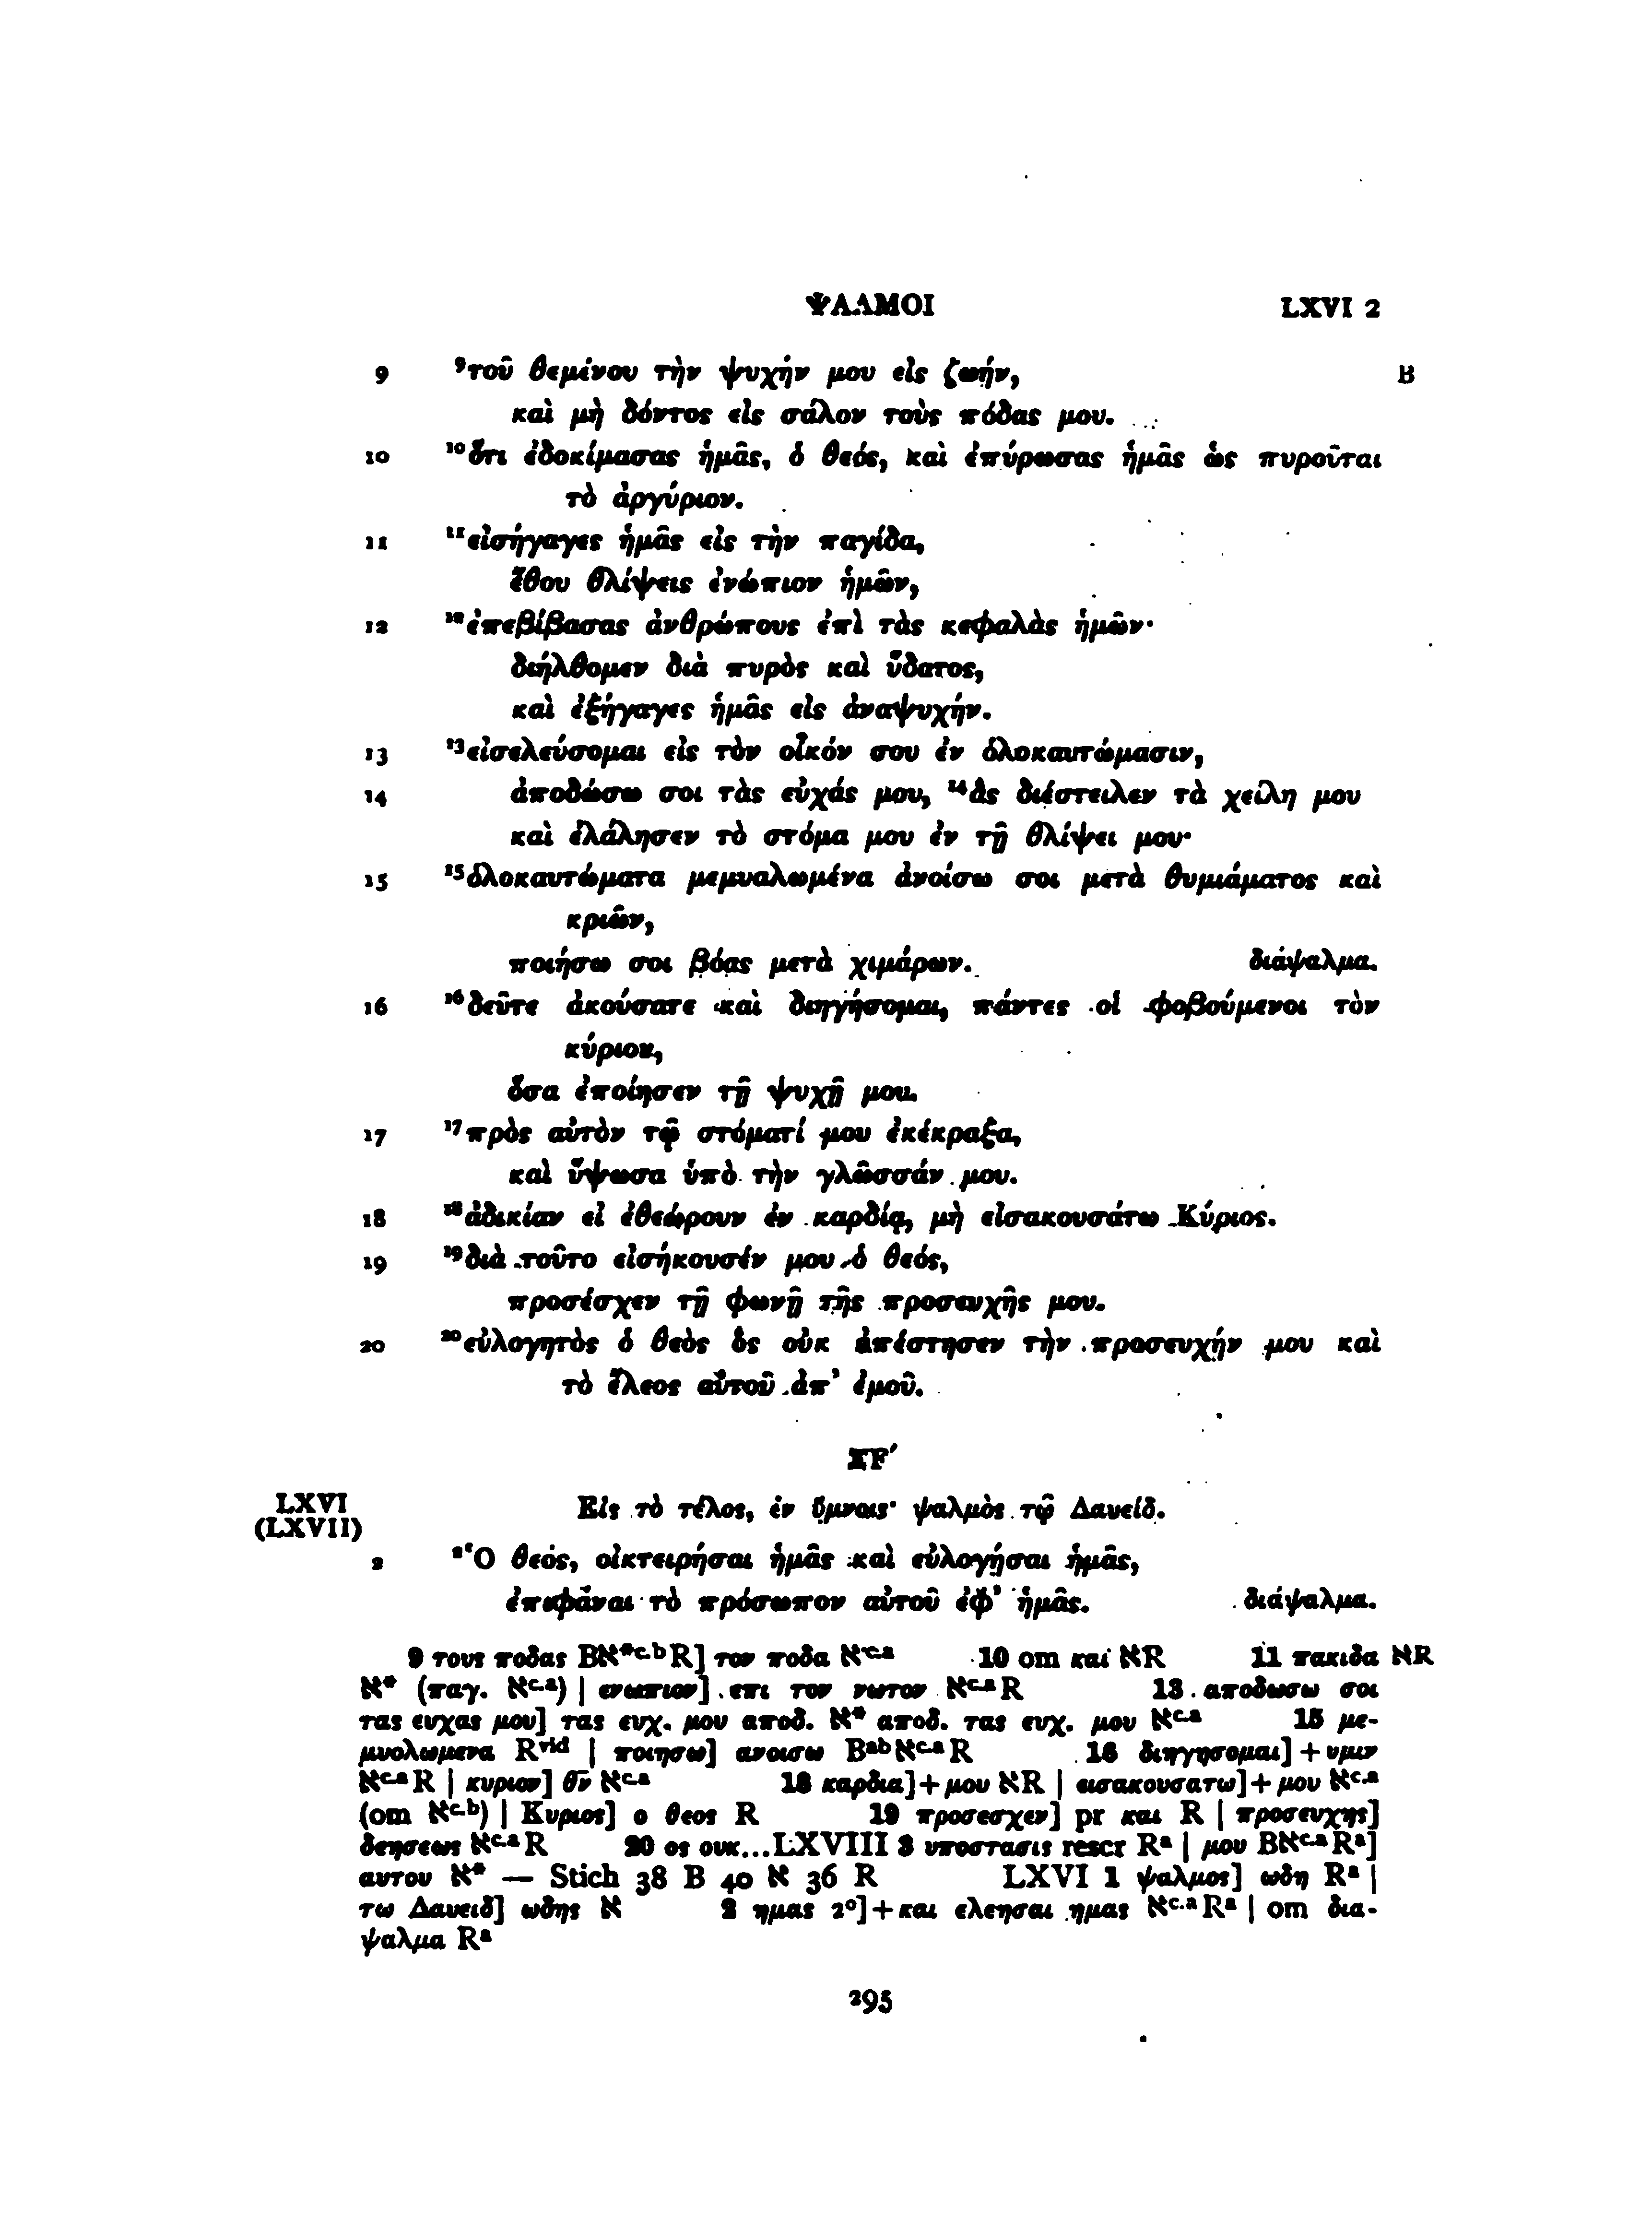 ΨΑΛΜΟΙ LXVI 2
9 ⁹τοῦ θεμένου τὴν ψυχήν μου εἰς ζωήν, B
καὶ μὴ δόντος εἰς σάλον τοὺς πόδας μου.
10 ¹⁰ὅτι ἐδοκίμασας ἡμᾶς, ὁ θεός, καὶ ἐπύρωσας ἡμᾶς ὡς πυροῦται
τὸ ἀργύριον.
11 ¹¹εἰσήγαγες ἡμᾶς εἰς τὴν παγίδα,
ἔθου θλίψεις ἐνώπιον ἡμῶν,
12 ¹²ἐπεβίβασας ἀνθρώπους ἐπὶ τὰς κεφαλὰς ἡμῶν·
διήλθομεν διὰ πυρὸς καὶ ὕδατος,
καὶ ἐξήγαγες ἡμᾶς εἰς ἀναψυχήν.
13 ¹³εἰσελεύσομαι εἰς τὸν οἶκόν σου ἐν ὁλοκαυτώμασιν,
14 ἀποδώσω σοι τὰς εὐχάς μου, ¹⁴ἃς διέστειλεν τὰ χείλη μου
καὶ ἐλάλησεν τὸ στόμα μου ἐν τῇ θλίψει μου·
15 ¹⁵ὁλοκαυτώματα μεμυαλωμένα ἀνοίσω σοι μετὰ θυμιάματος καὶ
κριῶν,
ποιήσω σοι βόας μετὰ χιμάρων. διάψαλμα.
16 ¹⁶δεῦτε ἀκούσατε καὶ διηγήσομαι, πάντες οἱ φοβούμενοι τὸν
κύριον,
ὅσα ἐποίησεν τῇ ψυχῇ μου.
17 ¹⁷πρὸς αὐτὸν τῷ στόματί μου ἐκέκραξα,
καὶ ὕψωσα ὑπὸ τὴν γλῶσσάν μου.
18 ¹⁸ἀδικίαν εἰ ἐθεώρουν ἐν καρδίᾳ, μὴ εἰσακουσάτω Κύριος.
19 ¹⁹διὰ τοῦτο εἰσήκουσέν μου ὁ θεός,
προσέσχεν τῇ φωνῇ τῆς προσευχῆς μου.
20 ²⁰εὐλογητὸς ὁ θεὸς ὃς οὐκ ἀπέστησεν τὴν προσευχήν μου καὶ
τὸ ἔλεος αὐτοῦ ἀπ’ ἐμοῦ.
ΞϜ´
LXVI Εἰς τὸ τέλος, ἐν ὕμνοις· ψαλμὸς τῷ Δαυείδ.
(LXVII)
2 ²Ὁ θεός, οἰκτειρήσαι ἡμᾶς καὶ εὐλογήσαι ἡμᾶς,
ἐπιφᾶναι τὸ πρόσωπον αὐτοῦ ἐφ’ ἡμᾶς. διάψαλμα.
9 τους ποδας Bא*c.bR] τον ποδα אc.a 10 om και אR 11 πακιδα אR
א* (παγ. אc.a) | ενωπιον] επι τον νωτον אc.aR 13 αποδωσω σοι
τας ευχας μου] τας ευχ. μου αποδ. א* αποδ. τας ευχ. μου אc.a 15 με-
μυολωμενα Rvid | ποιησω] ανοισω Babאc.aR 16 διηγησομαι]+υμιν
אc.aR | κυριον] θν̄ אc.a 18 καρδια]+μου אR | εισακουσατω]+μου אc.a
(om אc.b) | Κυριος] ο θεος R 19 προσεσχεν] pr και R | προσευχης]
δεησεως אc.aR 20 ος ουκ...LXVIII 3 υποστασις rescr Ra | μου Bאc.aRa]
αυτου א* — Stich 38 B 40 א 36 R LXVI 1 ψαλμος] ωδη Ra |
τω Δαυειδ] ωδης א 2 ημας 2⁰]+και ελεησαι ημας אc.aRa | om δια-
ψαλμα Ra
295